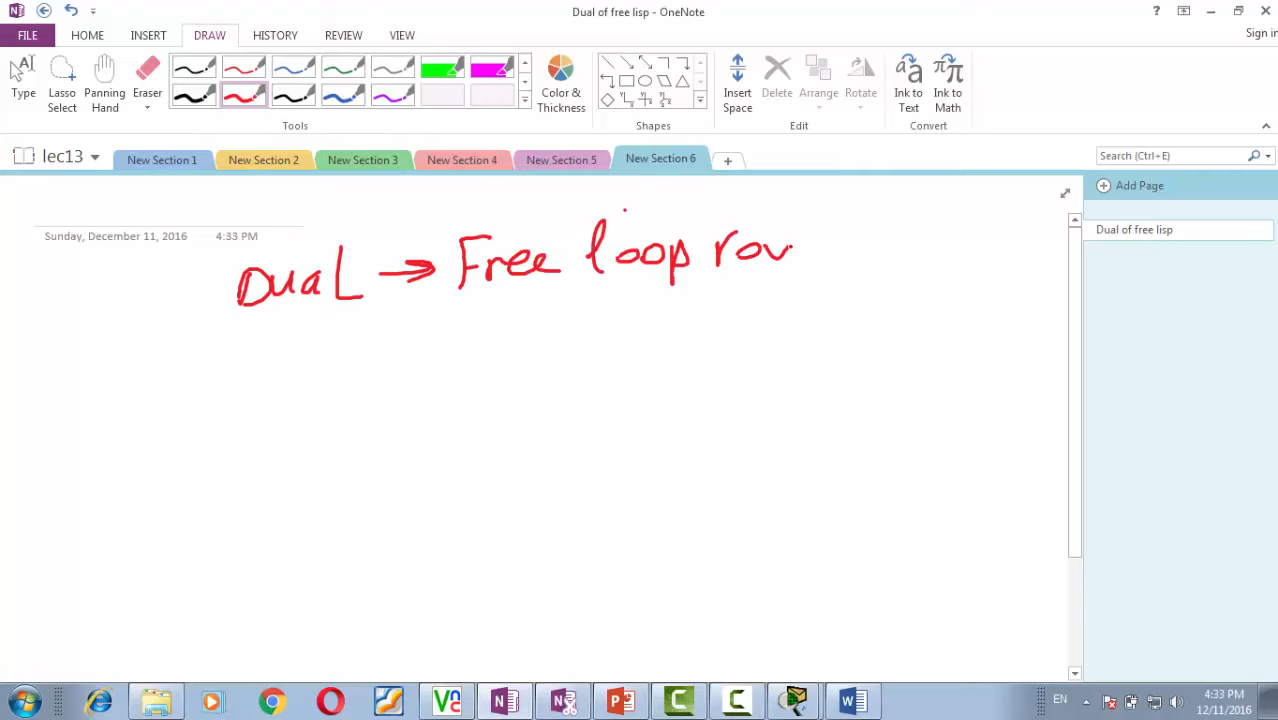 Dual of free lisp - OneNote
Sign in
FILE HOME INSERT DRAW HISTORY REVIEW VIEW
Type
Lasso Select
Panning Hand
Eraser
Color & Thickness
Insert Space
Delete
Arrange
Rotate
Ink to Text
Ink to Math
Tools Shapes Edit Convert
lec13 New Section 1 New Section 2 New Section 3 New Section 4 New Section 5 New Section 6
Search (Ctrl+E)
Add Page
Dual of free lisp
Sunday, December 11, 2016 4:33 PM
DuaL → Free loop rov
EN
4:33 PM
12/11/2016